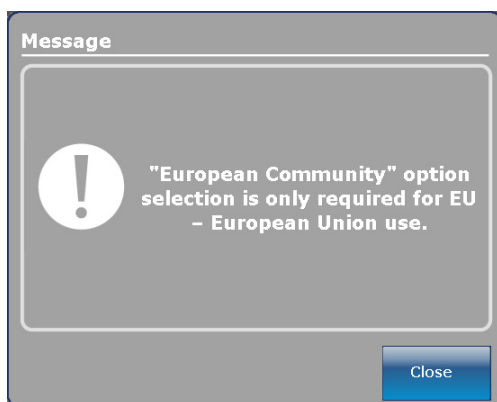 Message
"European Community" option
selection is only required for EU
– European Union use.
Close